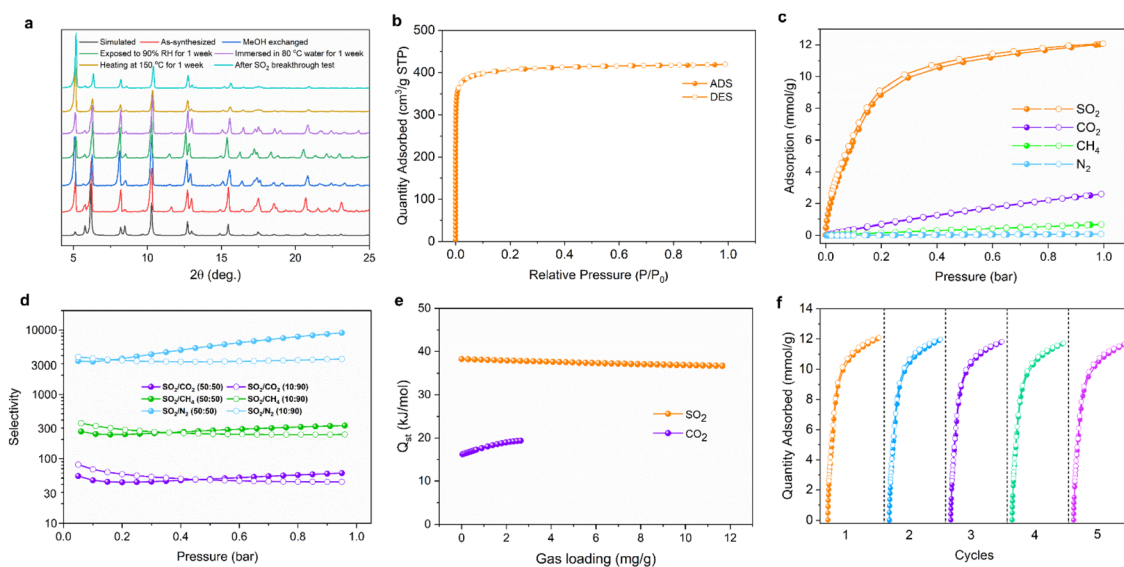 a
Simulated As-synthesized MeOH exchanged
Exposed to 90% RH for 1 week Immersed in 80 °C water for 1 week
Heating at 150 °C for 1 week After SO₂ breakthrough test
5 10 15 20 25
2θ (deg.)
b
Quantity Adsorbed (cm³/g STP)
500
400
300
200
100
0
ADS
DES
0.0 0.2 0.4 0.6 0.8 1.0
Relative Pressure (P/P₀)
c
Adsorption (mmol/g)
12
10
8
6
4
2
0
SO₂
CO₂
CH₄
N₂
0.0 0.2 0.4 0.6 0.8 1.0
Pressure (bar)
d
Selectivity
10000
3000
1000
300
100
30
10
SO₂/CO₂ (50:50) SO₂/CO₂ (10:90)
SO₂/CH₄ (50:50) SO₂/CH₄ (10:90)
SO₂/N₂ (50:50) SO₂/N₂ (10:90)
0.0 0.2 0.4 0.6 0.8 1.0
Pressure (bar)
e
Qst (kJ/mol)
50
40
30
20
10
0
SO₂
CO₂
0 2 4 6 8 10 12
Gas loading (mg/g)
f
Quantity Adsorbed (mmol/g)
14
12
10
8
6
4
2
0
1 2 3 4 5
Cycles